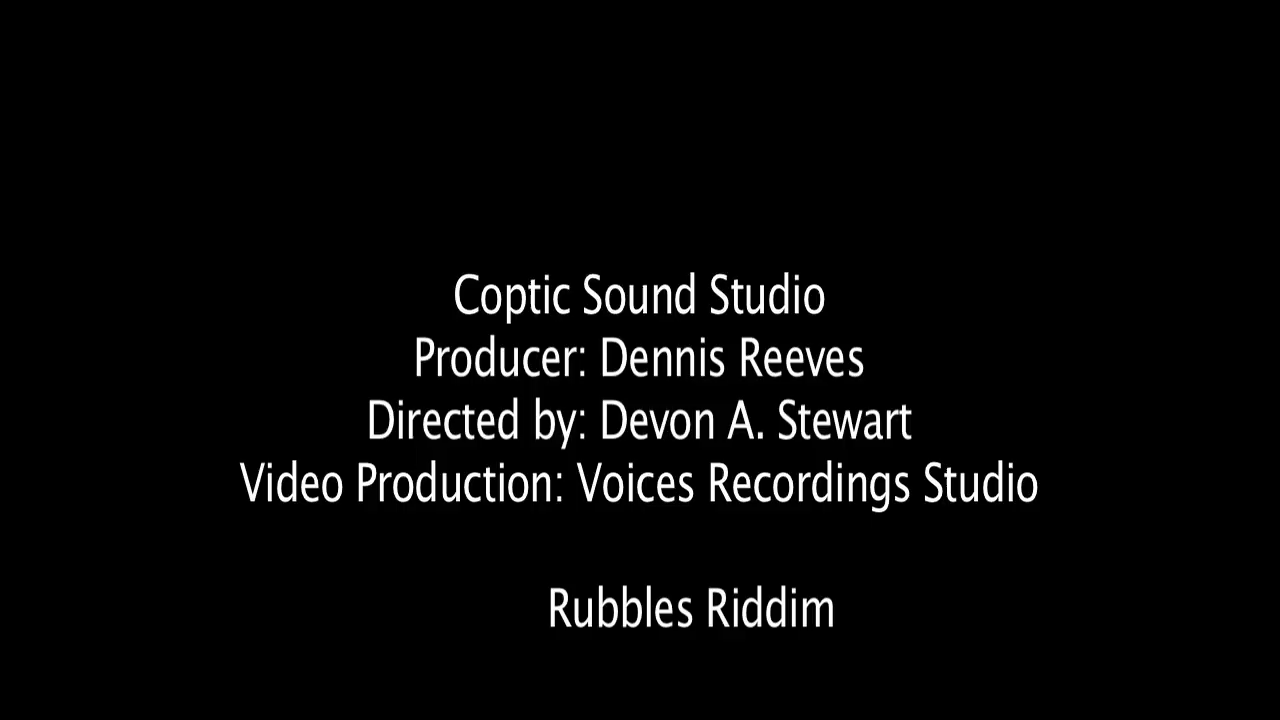 Coptic Sound Studio
Producer: Dennis Reeves
Directed by: Devon A. Stewart
Video Production: Voices Recordings Studio
Rubbles Riddim